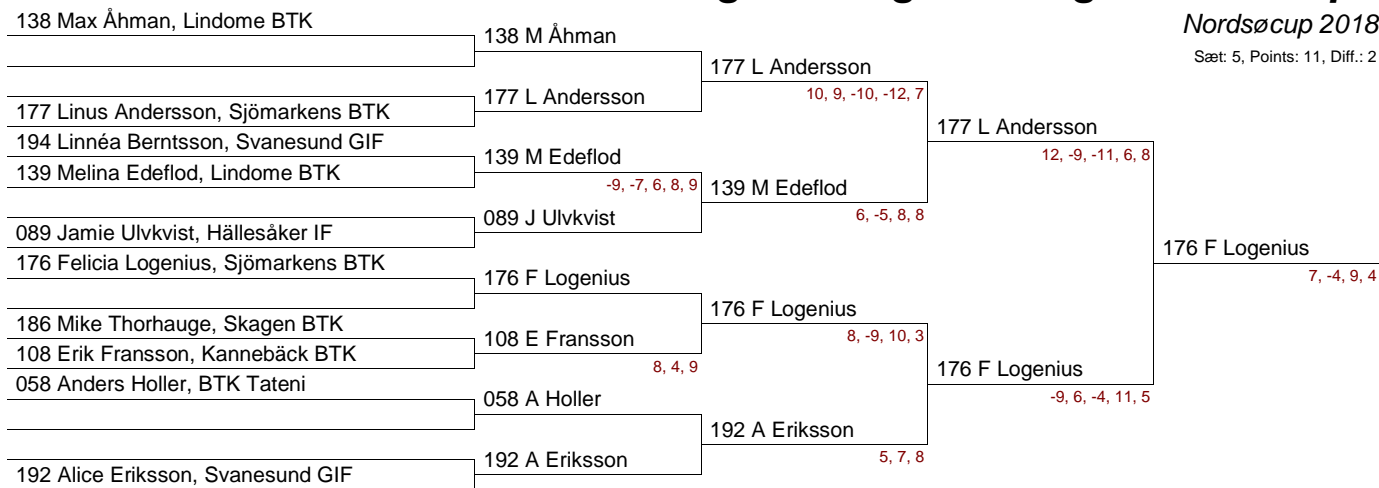 Nordsøcup 2018
Sæt: 5, Points: 11, Diff.: 2
138 Max Åhman, Lindome BTK
177 Linus Andersson, Sjömarkens BTK
194 Linnéa Berntsson, Svanesund GIF
139 Melina Edeflod, Lindome BTK
089 Jamie Ulvkvist, Hällesåker IF
176 Felicia Logenius, Sjömarkens BTK
186 Mike Thorhauge, Skagen BTK
108 Erik Fransson, Kannebäck BTK
058 Anders Holler, BTK Tateni
192 Alice Eriksson, Svanesund GIF
138 M Åhman
177 L Andersson
139 M Edeflod
-9, -7, 6, 8, 9
089 J Ulvkvist
176 F Logenius
108 E Fransson
8, 4, 9
058 A Holler
192 A Eriksson
177 L Andersson
10, 9, -10, -12, 7
139 M Edeflod
6, -5, 8, 8
176 F Logenius
8, -9, 10, 3
192 A Eriksson
5, 7, 8
177 L Andersson
12, -9, -11, 6, 8
176 F Logenius
-9, 6, -4, 11, 5
176 F Logenius
7, -4, 9, 4